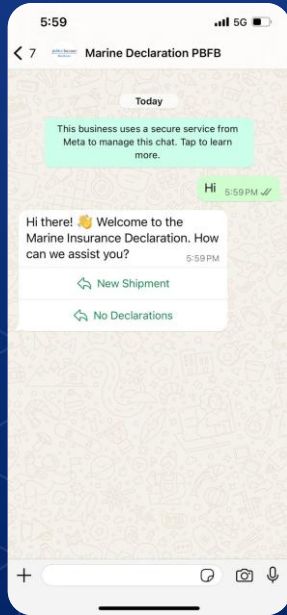 5:59
5G
7 Marine Declaration PBFB
Today
This business uses a secure service from
Meta to manage this chat. Tap to learn
more.
Hi 5:59 PM
Hi there! 👋 Welcome to the
Marine Insurance Declaration. How
can we assist you?
5:59 PM
New Shipment
No Declarations